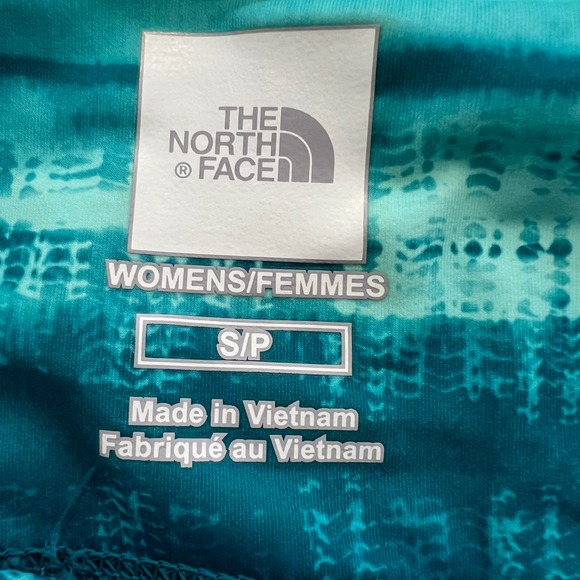 THE
NORTH
® FACE
WOMENS/FEMMES
S/P
Made in Vietnam
Fabriqué au Vietnam